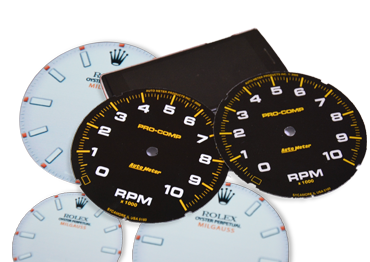 ROLEX
OYSTER PERPETUAL
MILGAUSS
0
1
2
3
4
5
6
7
8
9
10
PRO-COMP
Auto Meter
RPM
x 1000
0
1
2
3
4
5
6
7
8
9
10
PRO-COMP
Auto Meter
RPM
x 1000
ROLEX
OYSTER PERPETUAL
MILGAUSS
ROLEX
OYSTER PERPETUAL
MILGAUSS